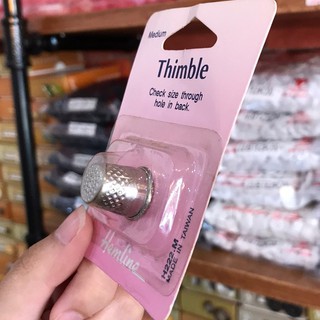 Medium
Thimble
Check size through
hole in back.
Hemline
H222.M
MADE IN TAIWAN